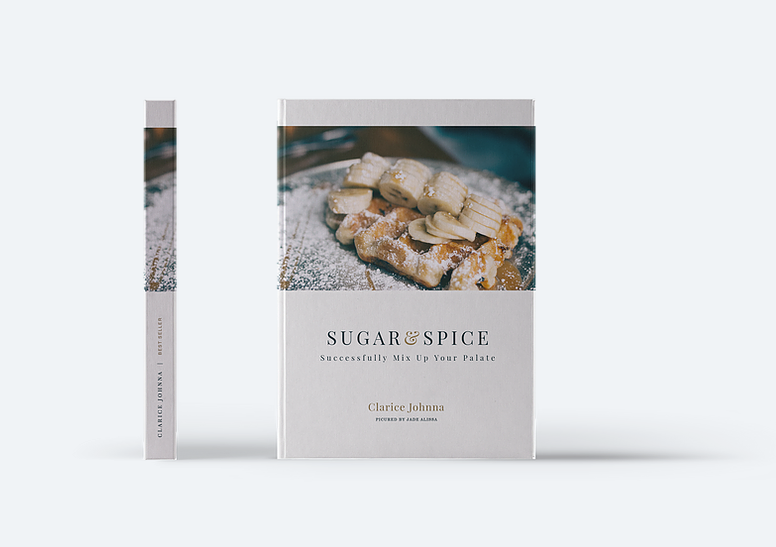 CLARICE JOHNNA | BEST-SELLER
SUGAR&SPICE
Successfully Mix Up Your Palate
Clarice Johnna
PICURED BY JADE ALISSA